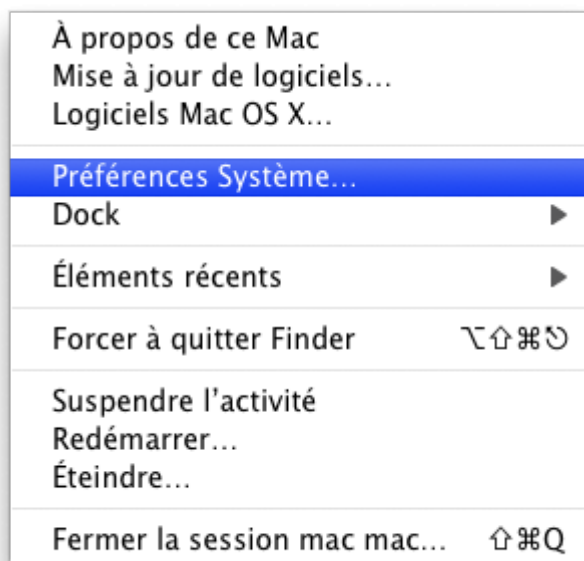 À propos de ce Mac
Mise à jour de logiciels...
Logiciels Mac OS X...
Préférences Système...
Dock ▶
Éléments récents ▶
Forcer à quitter Finder ⌥⇧⌘⎋
Suspendre l’activité
Redémarrer...
Éteindre...
Fermer la session mac mac... ⇧⌘Q